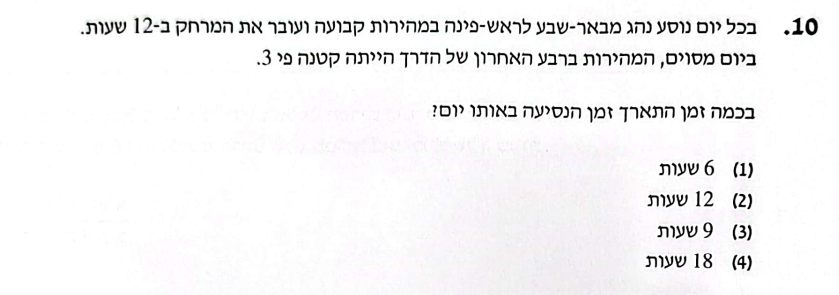 10. בכל יום נוסע נהג מבאר-שבע לראש-פינה במהירות קבועה ועובר את המרחק ב-12 שעות.
ביום מסוים, המהירות ברבע האחרון של הדרך הייתה קטנה פי 3.
בכמה זמן התארך זמן הנסיעה באותו יום?
(1) 6 שעות
(2) 12 שעות
(3) 9 שעות
(4) 18 שעות